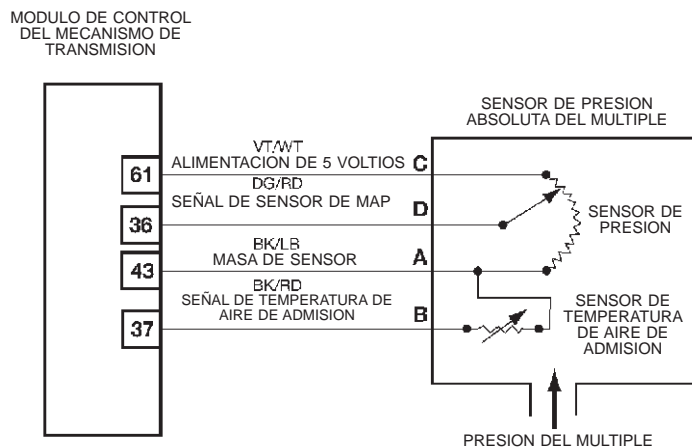 MODULO DE CONTROL
DEL MECANISMO DE
TRANSMISION
SENSOR DE PRESION
ABSOLUTA DEL MULTIPLE
VT/WT
61
ALIMENTACION DE 5 VOLTIOS
C
DG/RD
36
SEÑAL DE SENSOR DE MAP
D
SENSOR DE
PRESION
BK/LB
43
MASA DE SENSOR
A
BK/RD
37
SEÑAL DE TEMPERATURA DE
AIRE DE ADMISION
B
SENSOR DE
TEMPERATURA
DE AIRE DE
ADMISION
PRESION DEL MULTIPLE